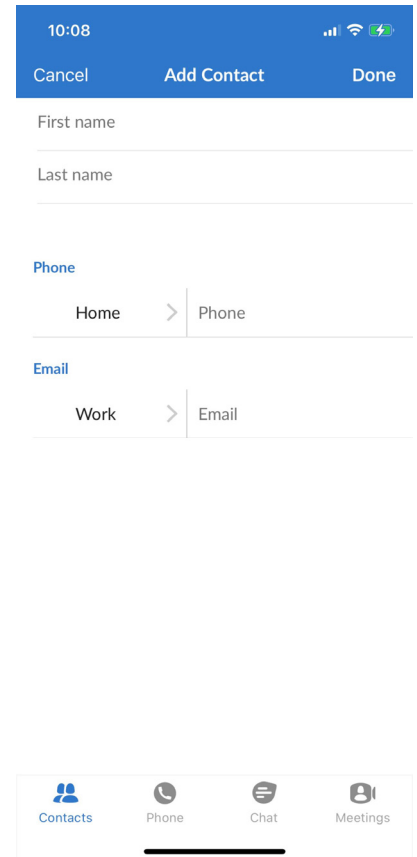 10:08
Cancel Add Contact Done
First name
Last name
Phone
Home Phone
Email
Work Email
Contacts Phone Chat Meetings